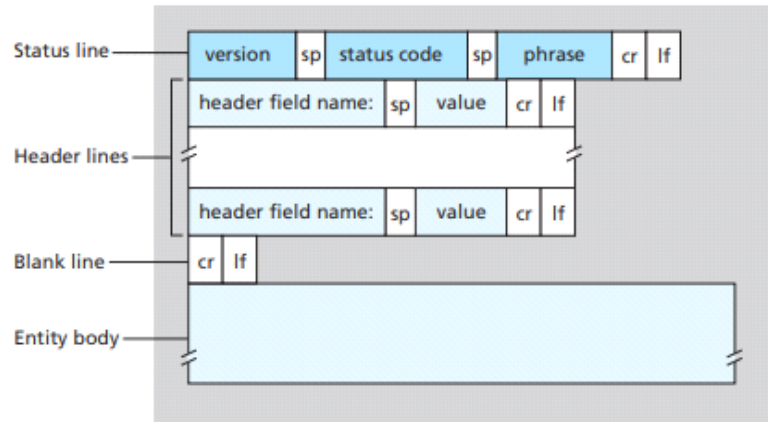 Status line
version sp status code sp phrase cr lf
header field name: sp value cr lf
Header lines
header field name: sp value cr lf
Blank line
cr lf
Entity body